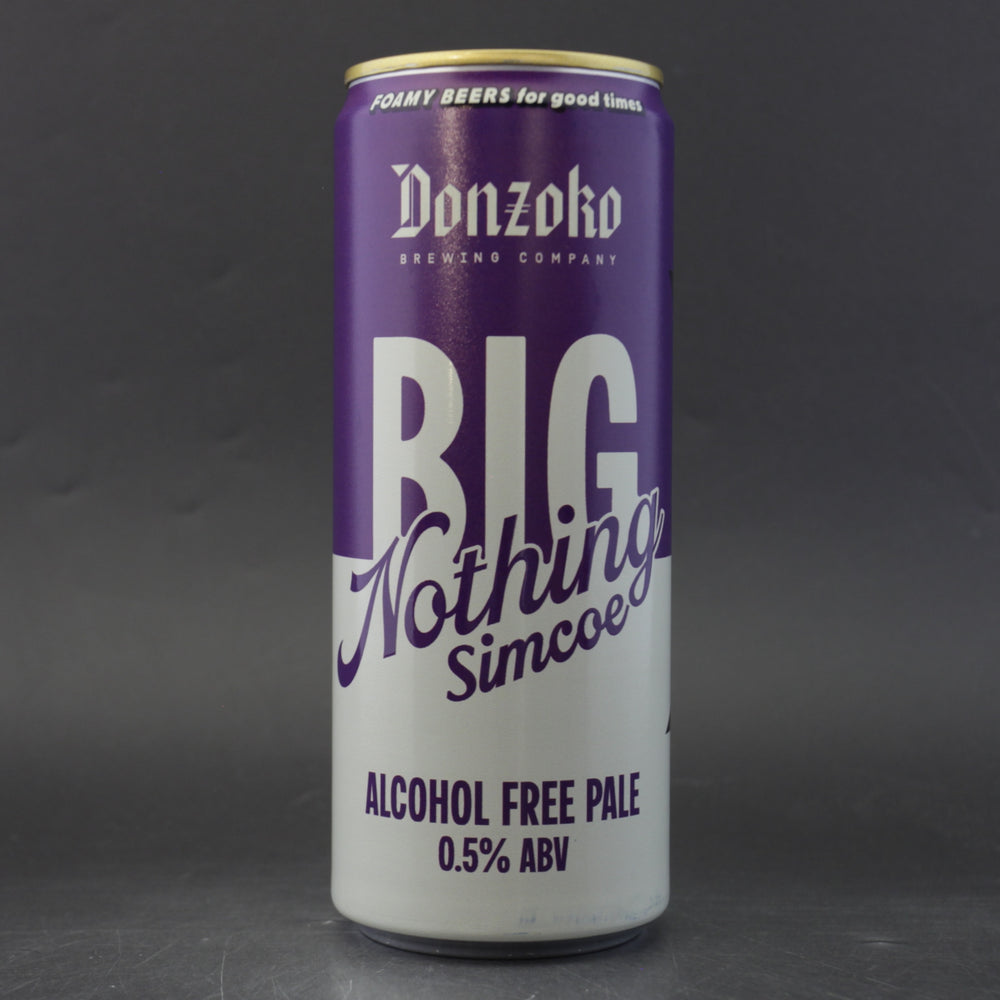 FOAMY BEERS for good times
Donzoko
BREWING COMPANY
BIG
Nothing
Simcoe
ALCOHOL FREE PALE
0.5% ABV